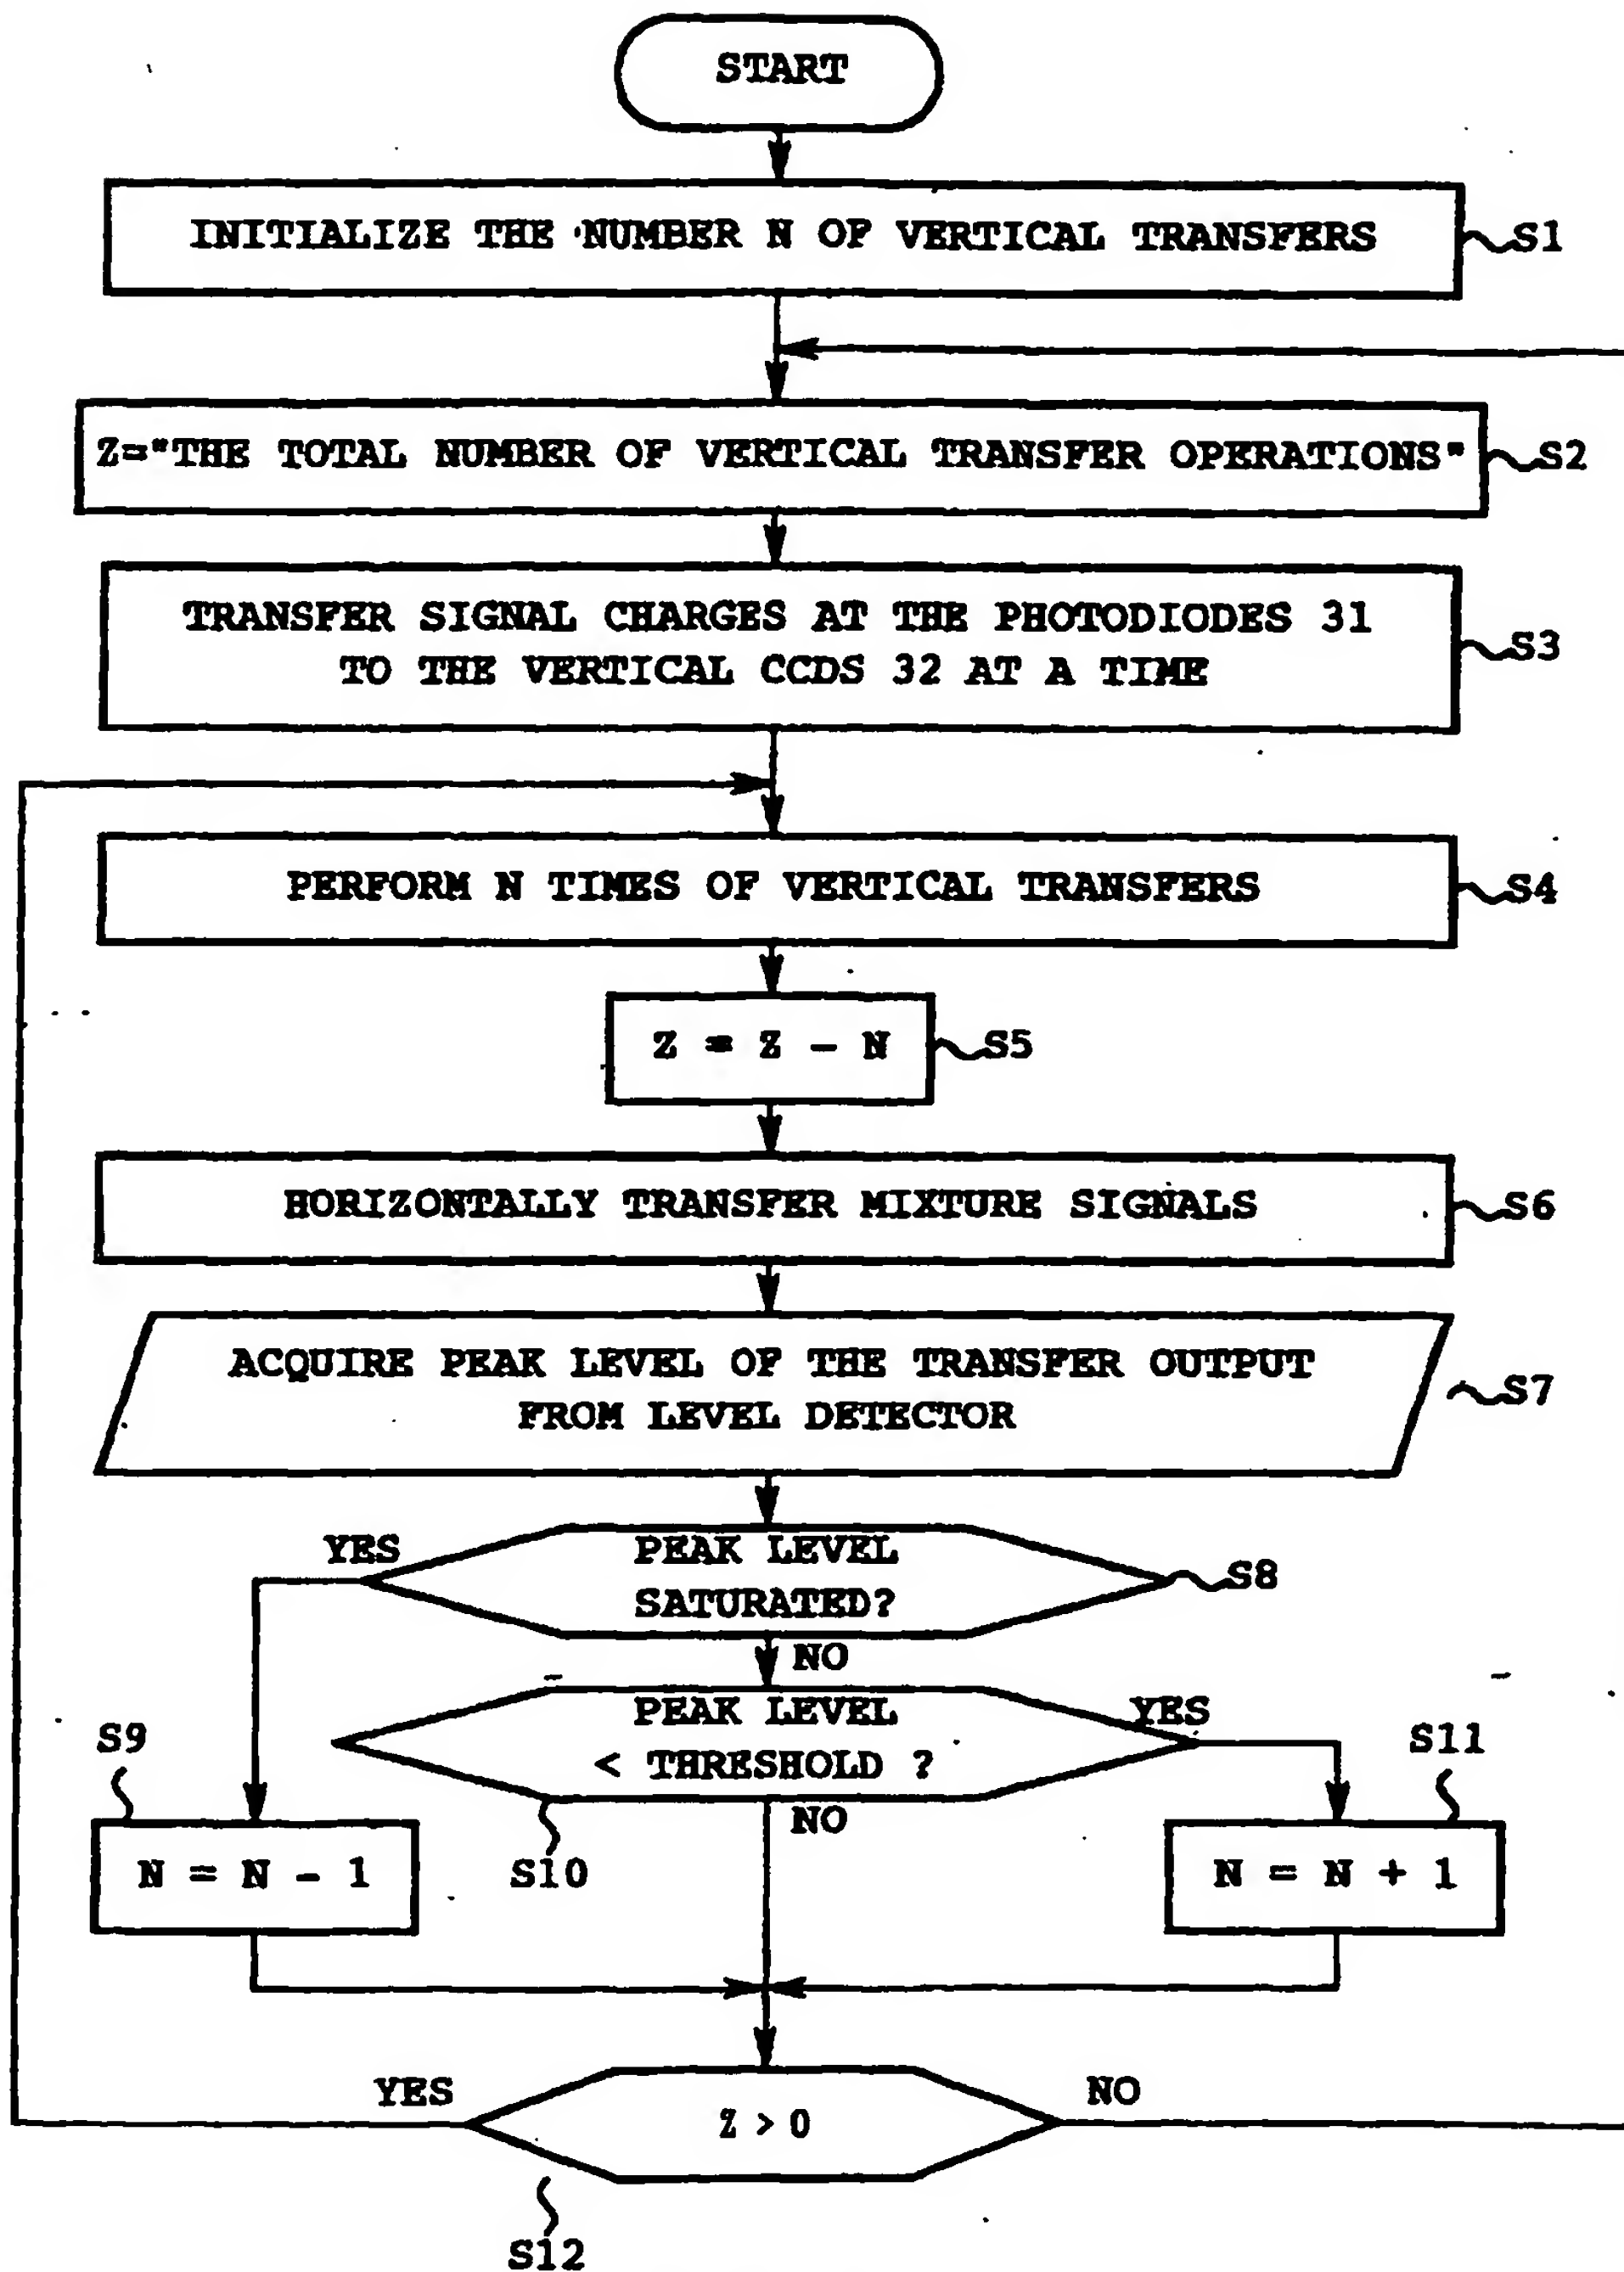 START
INITIALIZE THE NUMBER N OF VERTICAL TRANSFERS
S1
Z="THE TOTAL NUMBER OF VERTICAL TRANSFER OPERATIONS"
S2
TRANSFER SIGNAL CHARGES AT THE PHOTODIODES 31
TO THE VERTICAL CCDS 32 AT A TIME
S3
PERFORM N TIMES OF VERTICAL TRANSFERS
S4
Z = Z - N
S5
HORIZONTALLY TRANSFER MIXTURE SIGNALS
S6
ACQUIRE PEAK LEVEL OF THE TRANSFER OUTPUT
FROM LEVEL DETECTOR
S7
YES
PEAK LEVEL
SATURATED?
S8
NO
PEAK LEVEL
< THRESHOLD ?
YES
S9
S11
NO
S10
N = N - 1
N = N + 1
YES
Z > 0
NO
S12